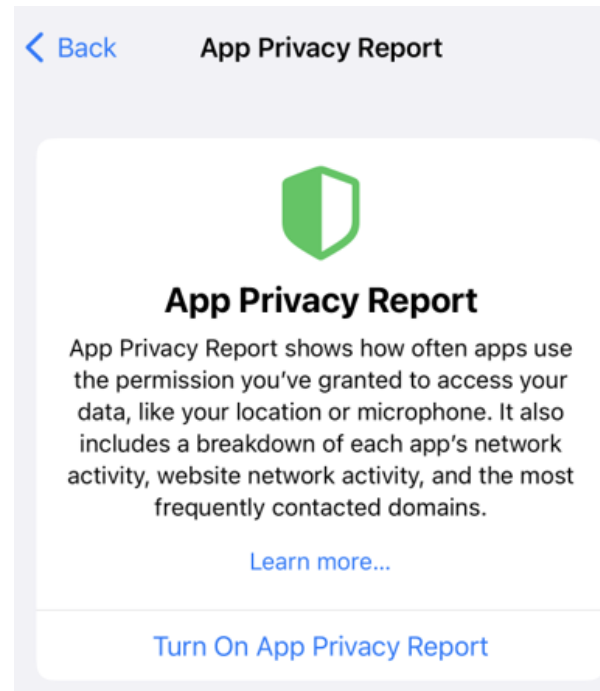 Back
App Privacy Report
App Privacy Report
App Privacy Report shows how often apps use
the permission you’ve granted to access your
data, like your location or microphone. It also
includes a breakdown of each app’s network
activity, website network activity, and the most
frequently contacted domains.
Learn more...
Turn On App Privacy Report